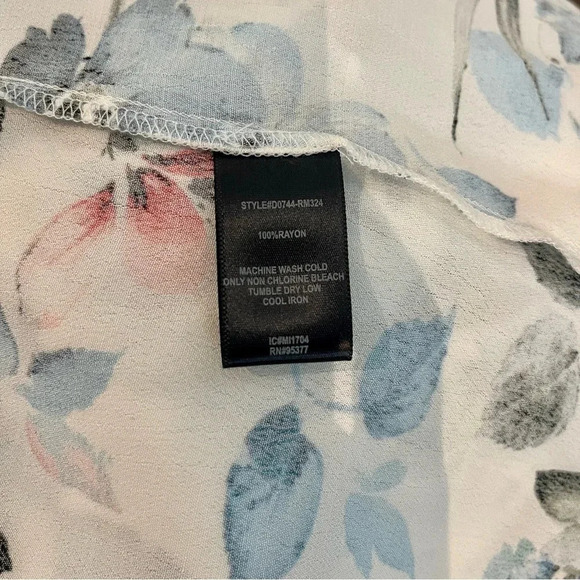 STYLE#D0744-RM324
100%RAYON
MACHINE WASH COLD
ONLY NON CHLORINE BLEACH
TUMBLE DRY LOW
COOL IRON
IC#MI1704
RN#95377